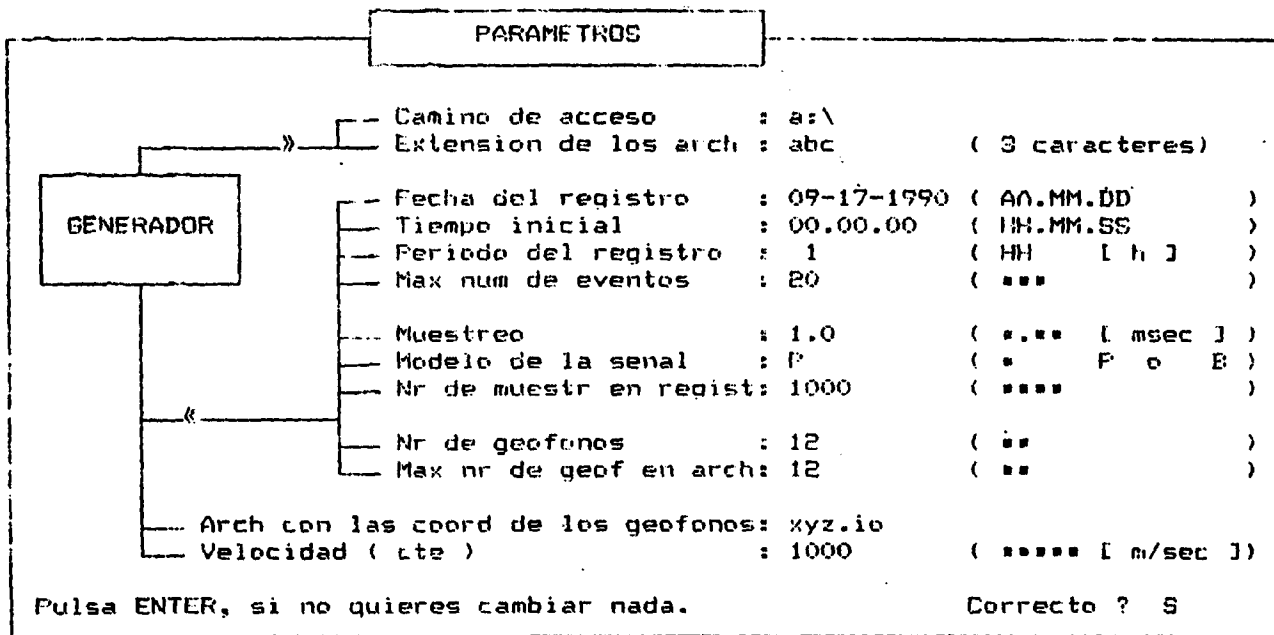 PARAMETROS
Camino de acceso : a:\
Extension de los arch : abc ( 3 caracteres)
Fecha del registro : 09-17-1990 ( AA.MM.DD )
GENERADOR
Tiempo inicial : 00.00.00 ( HH.MM.SS )
Periodo del registro : 1 ( HH [ h ] )
Max num de eventos : 20 ( ▪▪▪ )
Muestreo : 1.0 ( ▪.▪▪ [ msec ] )
Modelo de la senal : P ( ▪ P o B )
Nr de muestr en regist: 1000 ( ▪▪▪▪ )
Nr de geofonos : 12 ( ▪▪ )
Max nr de geof en arch: 12 ( ▪▪ )
Arch con las coord de los geofonos: xyz.io
Velocidad ( cte ) : 1000 ( ▪▪▪▪▪ [ m/sec ])
Pulsa ENTER, si no quieres cambiar nada. Correcto ? S